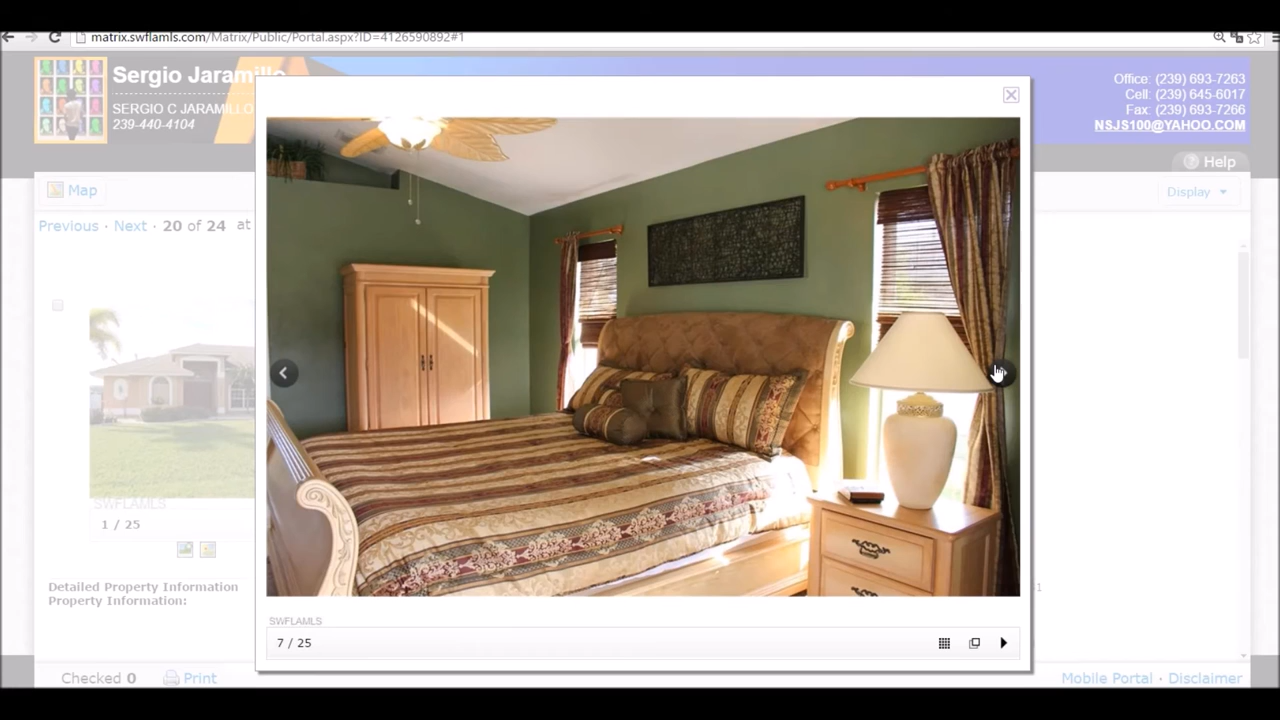 matrix.swflamls.com/Matrix/Public/Portal.aspx?ID=4126590892#1
Sergio Jaramillo
SERGIO C JARAMILLO
239-440-4104
Office: (239) 693-7263
Cell: (239) 645-6017
Fax: (239) 693-7266
NSJS100@YAHOO.COM
Help
Map
Display
Previous · Next · 20 of 24 at
SWFLAMLS
1 / 25
Detailed Property Information
Property Information:
SWFLAMLS
7 / 25
Checked 0 Print
Mobile Portal · Disclaimer